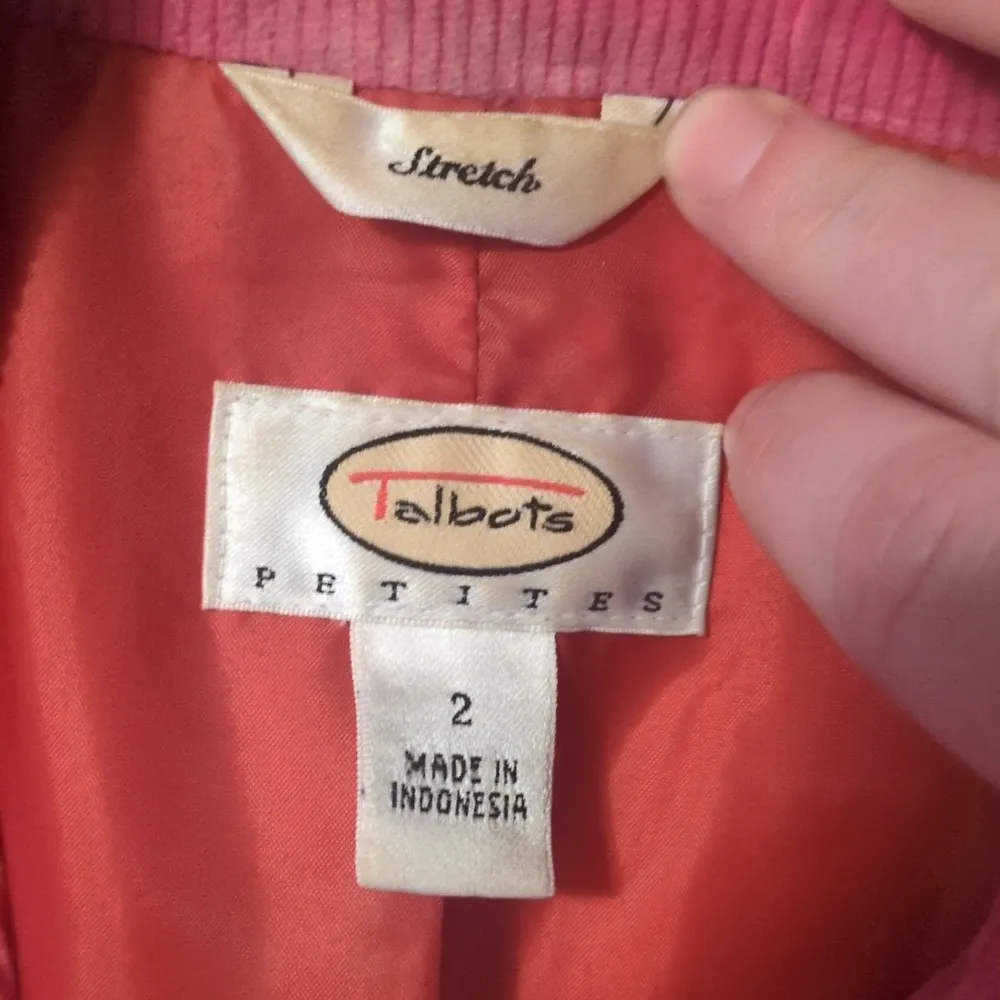 Stretch
Talbots
PETITES
2
MADE IN
INDONESIA